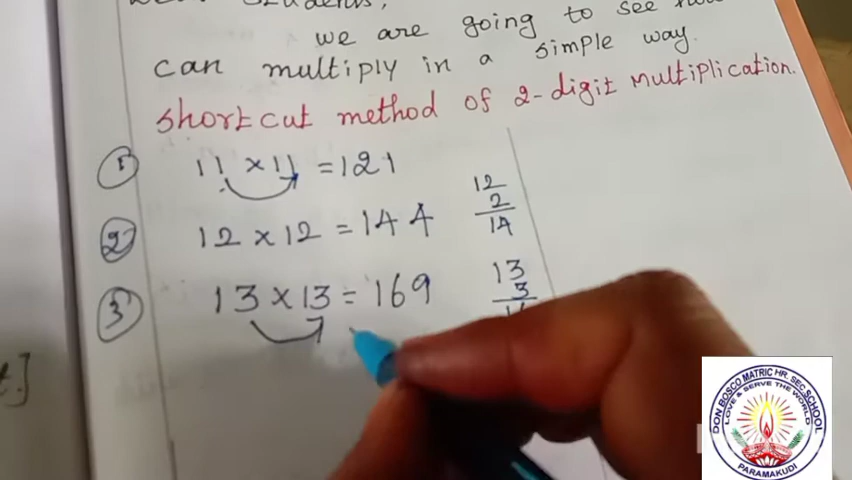 we are going to see how
can multiply in a simple way.
Shortcut method of 2-digit multiplication.
1 11 × 11 = 121
12
2
14
2 12 × 12 = 144
13
3
3 13 × 13 = 169
DON BOSCO MATRIC HR. SEC SCHOOL
LOVE & SERVE THE WORLD
PARAMAKUDI